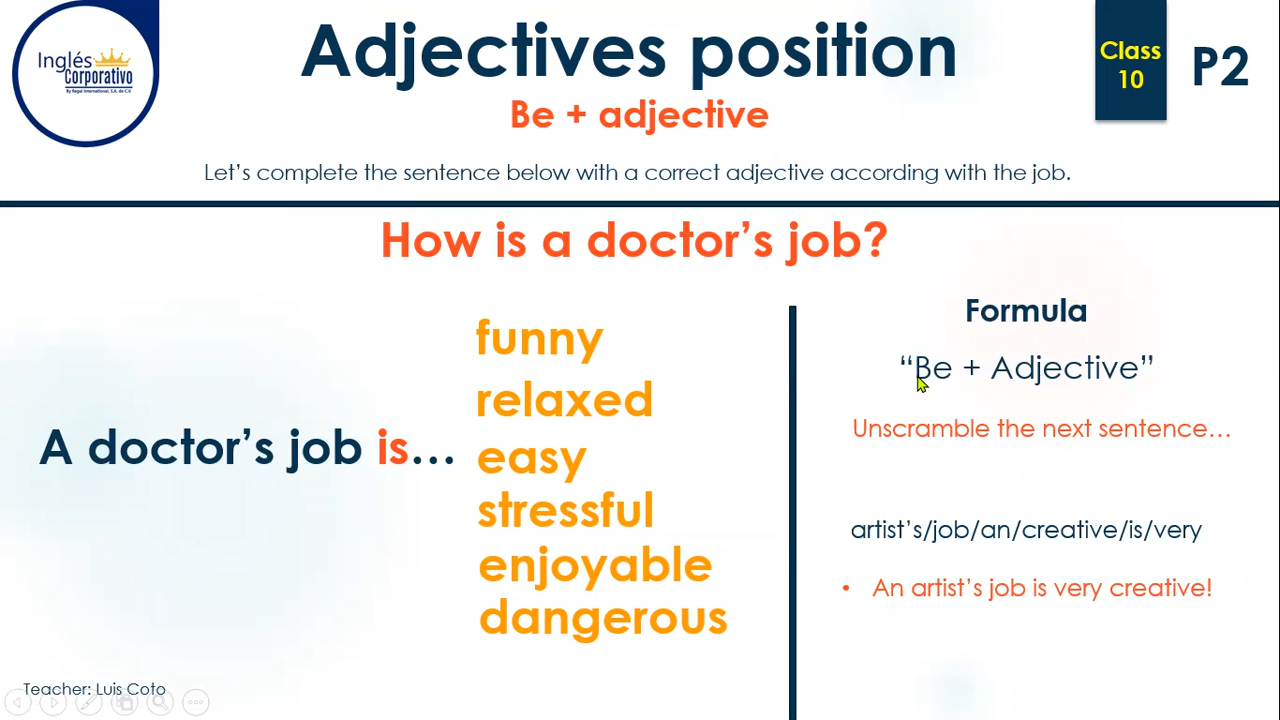 Inglés
Corporativo
By Regal International, S.A. de C.V
Adjectives position
Be + adjective
Class
10
P2
Let's complete the sentence below with a correct adjective according with the job.
How is a doctor's job?
A doctor's job is...
funny
relaxed
easy
stressful
enjoyable
dangerous
Formula
“Be + Adjective”
Unscramble the next sentence...
artist's/job/an/creative/is/very
• An artist's job is very creative!
Teacher: Luis Coto